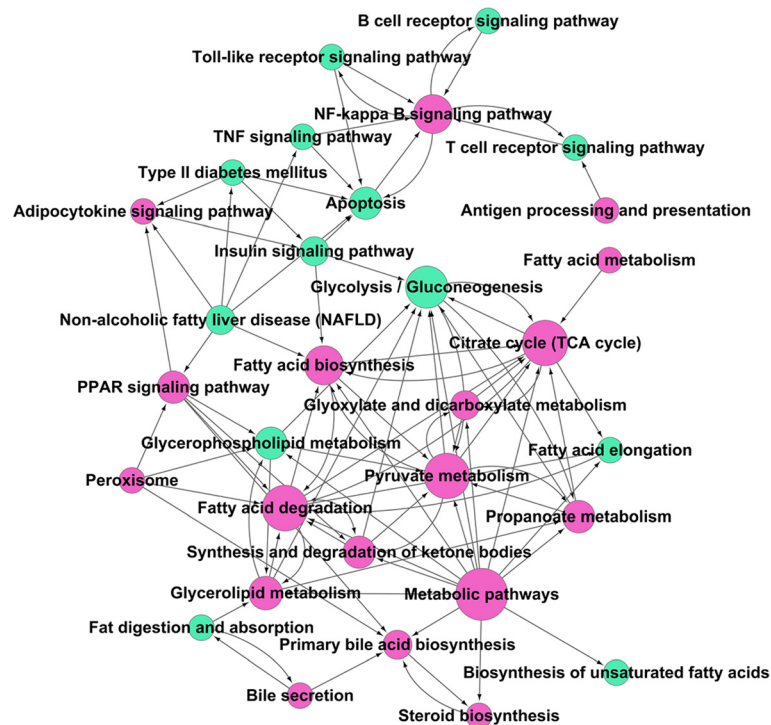 B cell receptor signaling pathway
Toll-like receptor signaling pathway
NF-kappa B signaling pathway
TNF signaling pathway
T cell receptor signaling pathway
Type II diabetes mellitus
Apoptosis
Adipocytokine signaling pathway
Antigen processing and presentation
Insulin signaling pathway
Fatty acid metabolism
Glycolysis / Gluconeogenesis
Non-alcoholic fatty liver disease (NAFLD)
Citrate cycle (TCA cycle)
Fatty acid biosynthesis
PPAR signaling pathway
Glyoxylate and dicarboxylate metabolism
Glycerophospholipid metabolism
Fatty acid elongation
Peroxisome
Pyruvate metabolism
Fatty acid degradation
Propanoate metabolism
Synthesis and degradation of ketone bodies
Glycerolipid metabolism
Metabolic pathways
Fat digestion and absorption
Primary bile acid biosynthesis
Biosynthesis of unsaturated fatty acids
Bile secretion
Steroid biosynthesis